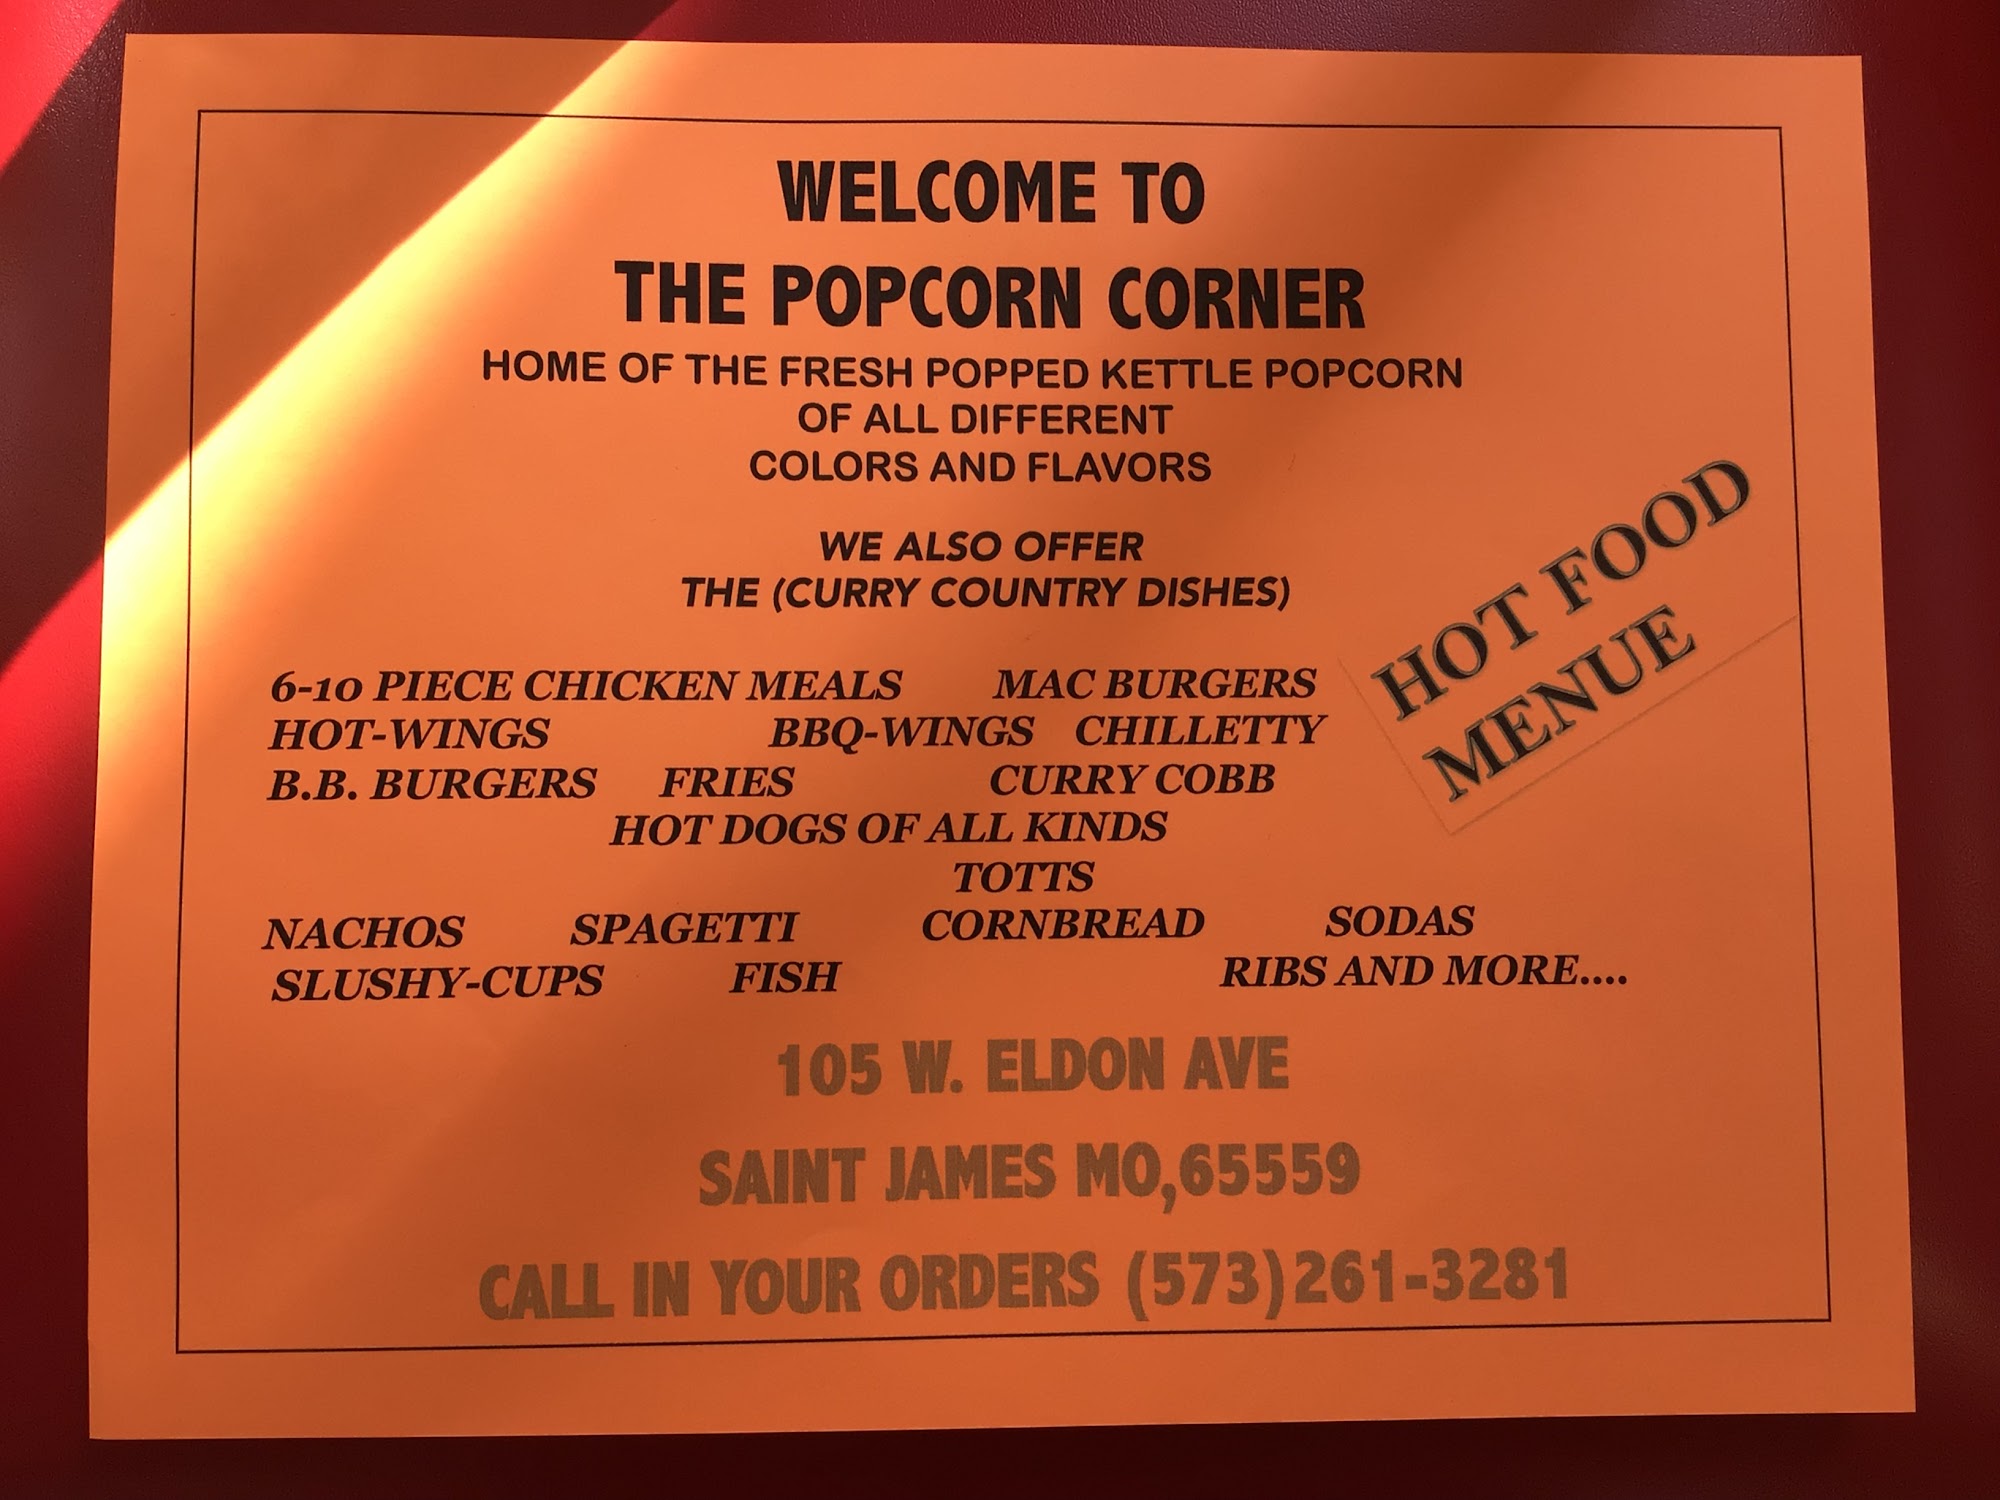 WELCOME TO
THE POPCORN CORNER
HOME OF THE FRESH POPPED KETTLE POPCORN
OF ALL DIFFERENT
COLORS AND FLAVORS
WE ALSO OFFER
THE (CURRY COUNTRY DISHES)
HOT FOOD
MENUE
6-10 PIECE CHICKEN MEALS MAC BURGERS
HOT-WINGS BBQ-WINGS CHILLETTY
B.B. BURGERS FRIES CURRY COBB
HOT DOGS OF ALL KINDS
TOTTS
NACHOS SPAGETTI CORNBREAD SODAS
SLUSHY-CUPS FISH RIBS AND MORE....
105 W. ELDON AVE
SAINT JAMES MO,65559
CALL IN YOUR ORDERS (573)261-3281